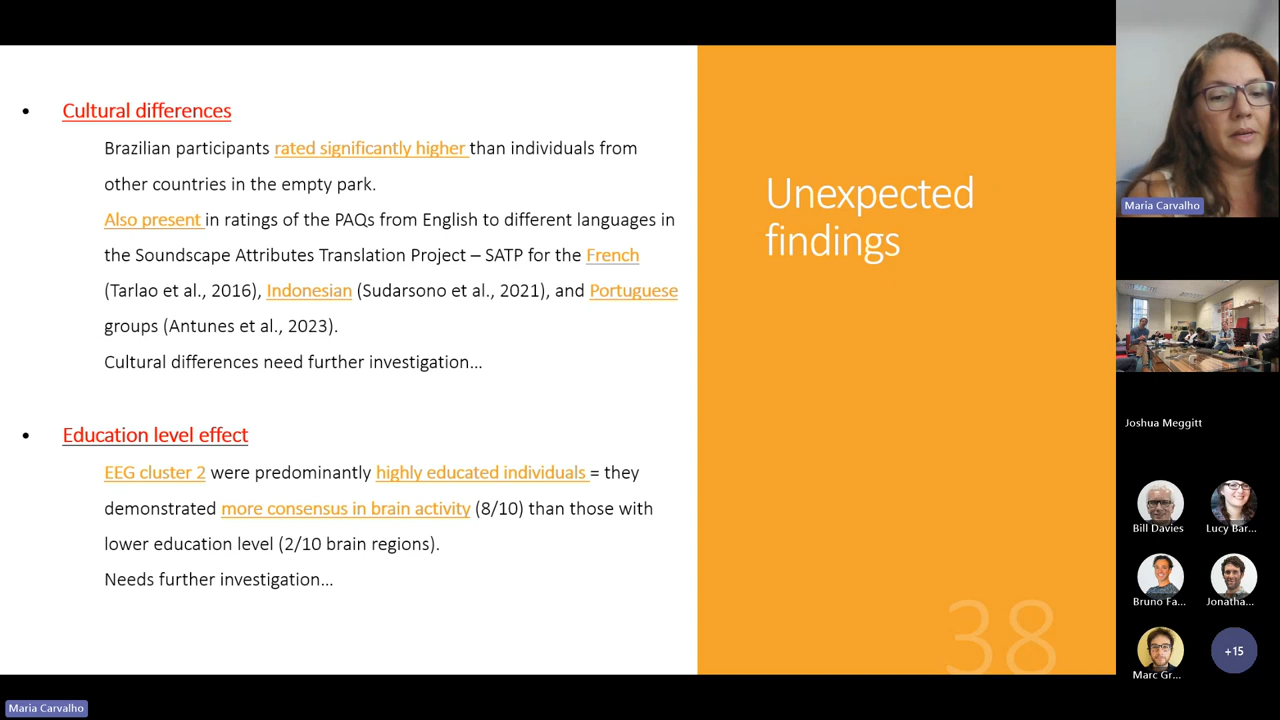 • Cultural differences
Brazilian participants rated significantly higher than individuals from
other countries in the empty park.
Also present in ratings of the PAQs from English to different languages in
the Soundscape Attributes Translation Project – SATP for the French
(Tarlao et al., 2016), Indonesian (Sudarsono et al., 2021), and Portuguese
groups (Antunes et al., 2023).
Cultural differences need further investigation...
• Education level effect
EEG cluster 2 were predominantly highly educated individuals = they
demonstrated more consensus in brain activity (8/10) than those with
lower education level (2/10 brain regions).
Needs further investigation...
Unexpected
findings
38
Maria Carvalho
Joshua Meggitt
Bill Davies
Lucy Bar...
Bruno Fa...
Jonatha...
Marc Gr...
+15
Maria Carvalho